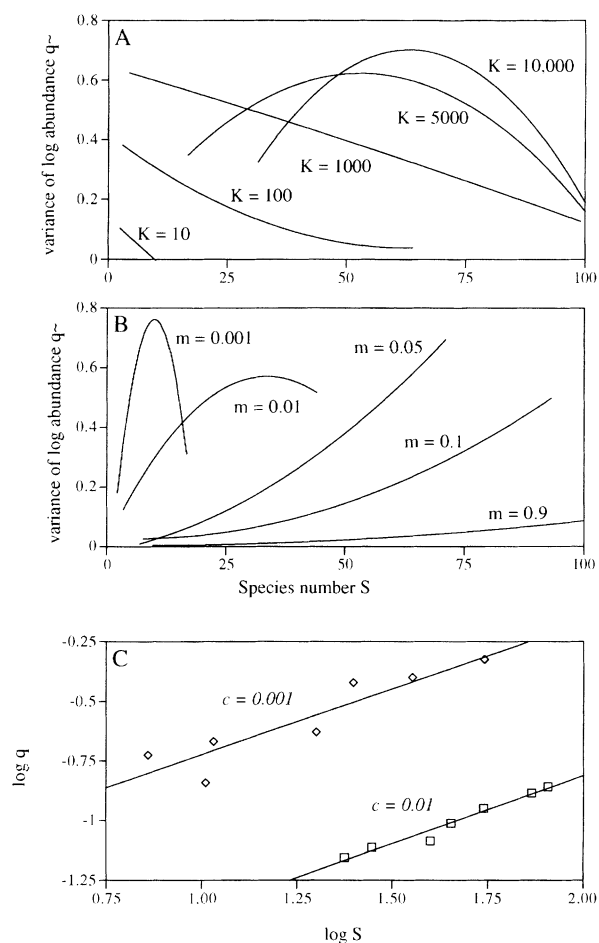 A
variance of log abundance q~
0.8
0.6
0.4
0.2
0
K = 10.000
K = 5000
K = 1000
K = 100
K = 10
0 25 50 75 100
B
variance of log abundance q~
0.8
0.6
0.4
0.2
0
m = 0.001
m = 0.05
m = 0.01
m = 0.1
m = 0.9
0 25 50 75 100
Species number S
C
log q
-0.25
-0.5
-0.75
-1
-1.25
c = 0.001
c = 0.01
0.75 1.00 1.25 1.50 1.75 2.00
log S